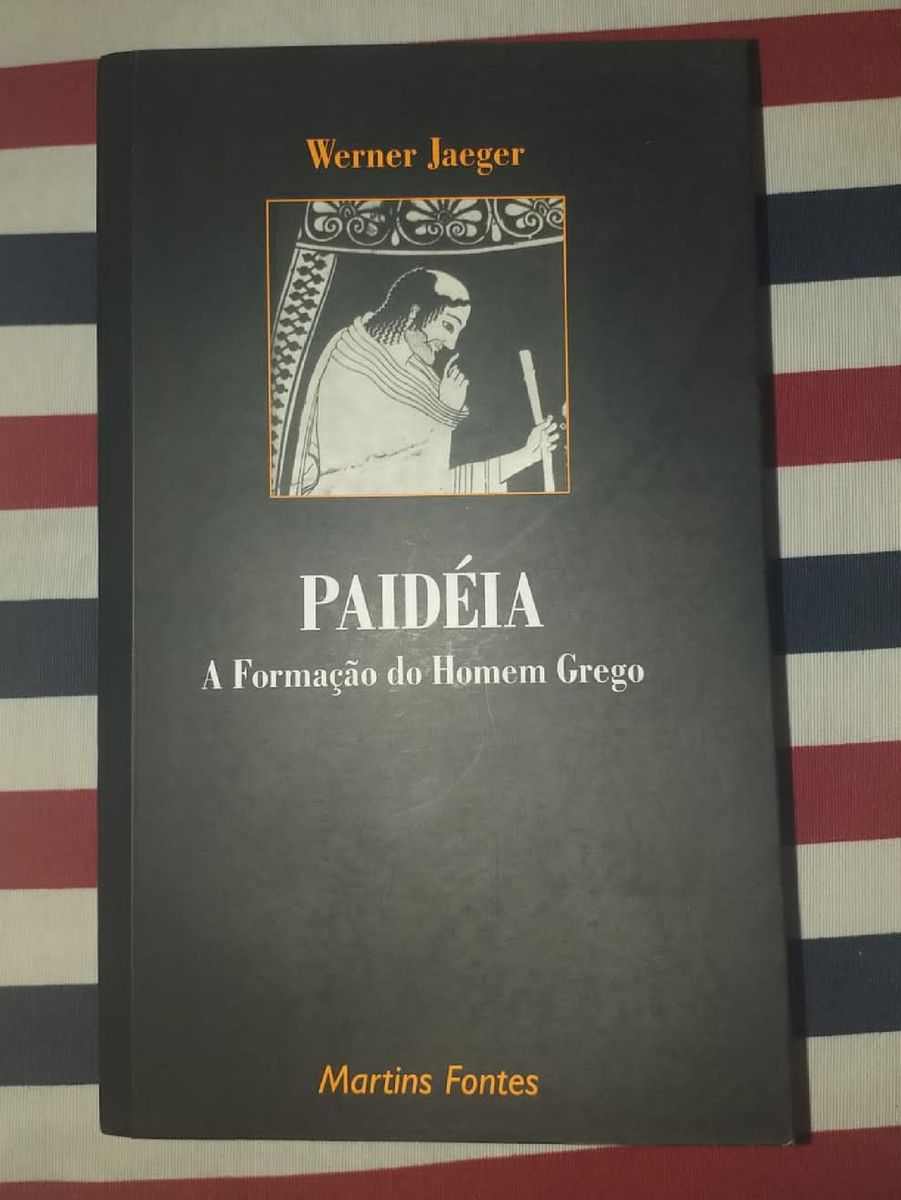 Werner Jaeger
PAIDÉIA
A Formação do Homem Grego
Martins Fontes